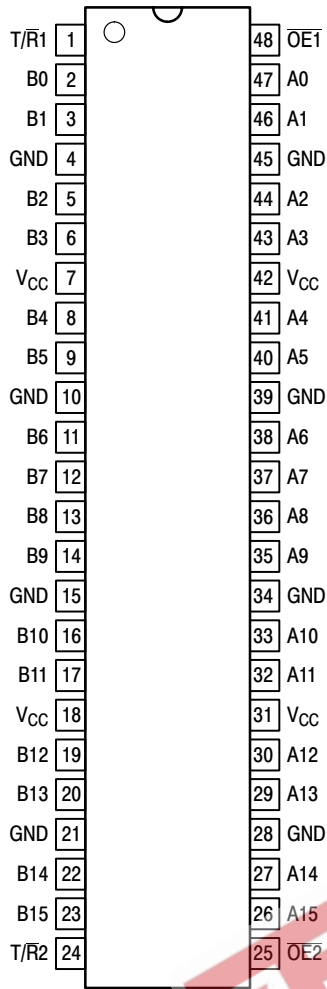 T/R̅1 1 48 O̅E̅1
B0 2 47 A0
B1 3 46 A1
GND 4 45 GND
B2 5 44 A2
B3 6 43 A3
VCC 7 42 VCC
B4 8 41 A4
B5 9 40 A5
GND 10 39 GND
B6 11 38 A6
B7 12 37 A7
B8 13 36 A8
B9 14 35 A9
GND 15 34 GND
B10 16 33 A10
B11 17 32 A11
VCC 18 31 VCC
B12 19 30 A12
B13 20 29 A13
GND 21 28 GND
B14 22 27 A14
B15 23 26 A15
T/R̅2 24 25 O̅E̅2